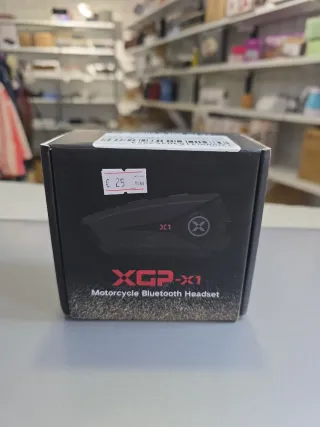 £ 25
X1
XGP-X1
Motorcycle Bluetooth Headset